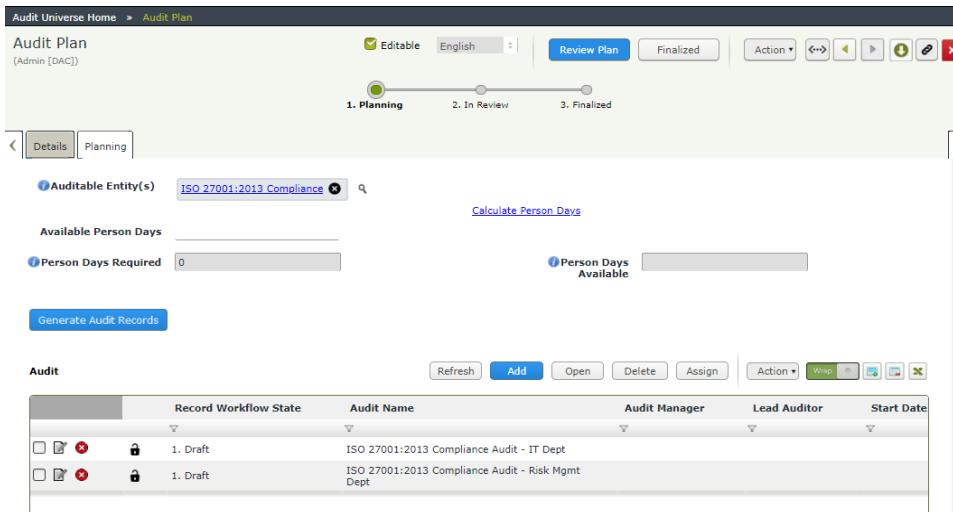 Audit Universe Home » Audit Plan
Audit Plan
(Admin [DAC])
Editable
English
Review Plan
Finalized
Action
1. Planning
2. In Review
3. Finalized
Details
Planning
Auditable Entity(s)
ISO 27001:2013 Compliance
Calculate Person Days
Available Person Days
Person Days Required
0
Person Days
Available
Generate Audit Records
Audit
Refresh
Add
Open
Delete
Assign
Action
Wrap
Record Workflow State
Audit Name
Audit Manager
Lead Auditor
Start Date
1. Draft
ISO 27001:2013 Compliance Audit - IT Dept
1. Draft
ISO 27001:2013 Compliance Audit - Risk Mgmt
Dept